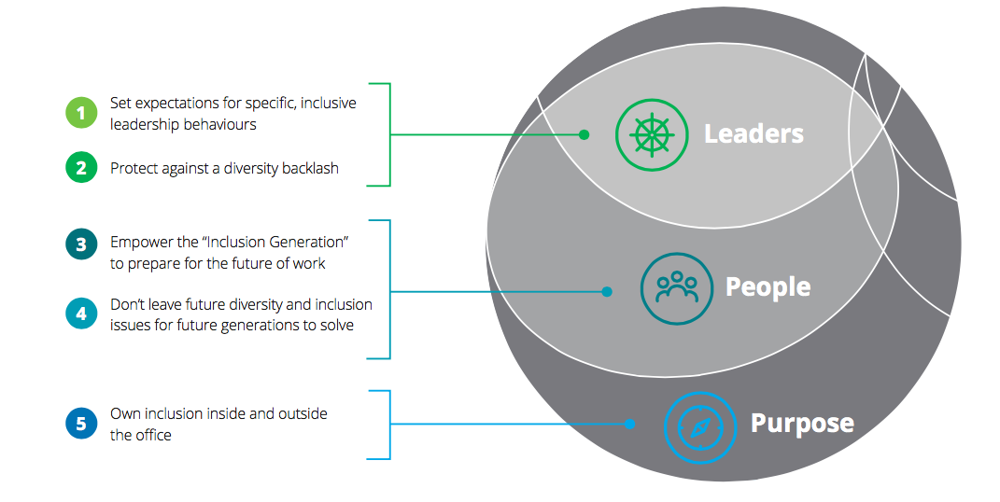 1
Set expectations for specific, inclusive
leadership behaviours
2
Protect against a diversity backlash
Leaders
3
Empower the “Inclusion Generation”
to prepare for the future of work
4
Don’t leave future diversity and inclusion
issues for future generations to solve
People
5
Own inclusion inside and outside
the office
Purpose